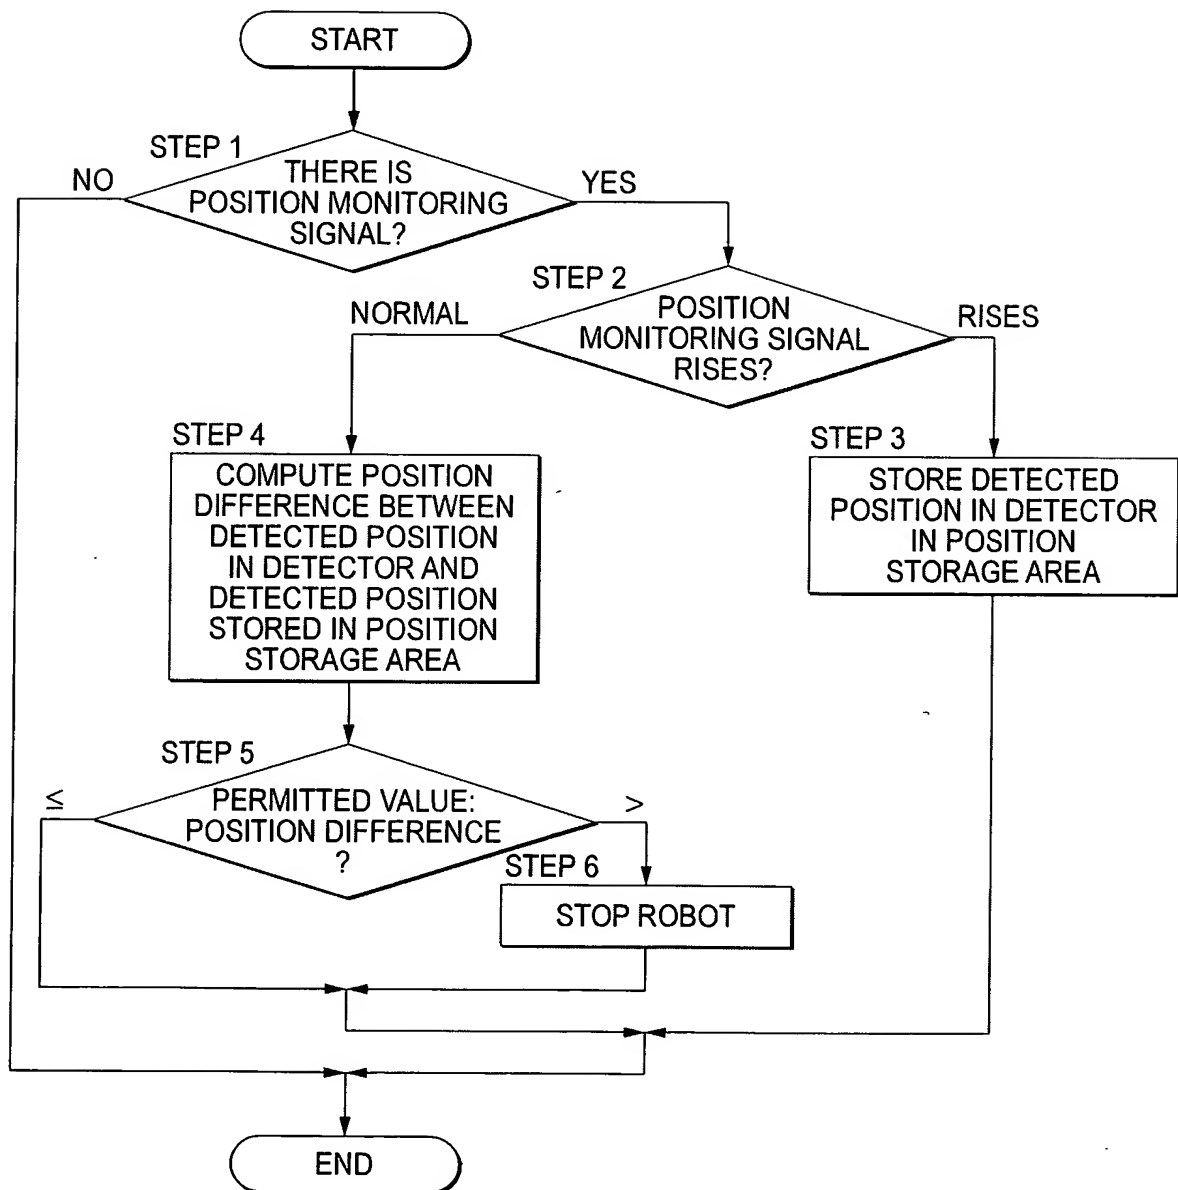 START
STEP 1
THERE IS
POSITION MONITORING
SIGNAL?
NO
YES
STEP 2
POSITION
MONITORING SIGNAL
RISES?
NORMAL
RISES
STEP 4
COMPUTE POSITION
DIFFERENCE BETWEEN
DETECTED POSITION
IN DETECTOR AND
DETECTED POSITION
STORED IN POSITION
STORAGE AREA
STEP 3
STORE DETECTED
POSITION IN DETECTOR
IN POSITION
STORAGE AREA
STEP 5
PERMITTED VALUE:
POSITION DIFFERENCE
?
≤
>
STEP 6
STOP ROBOT
END